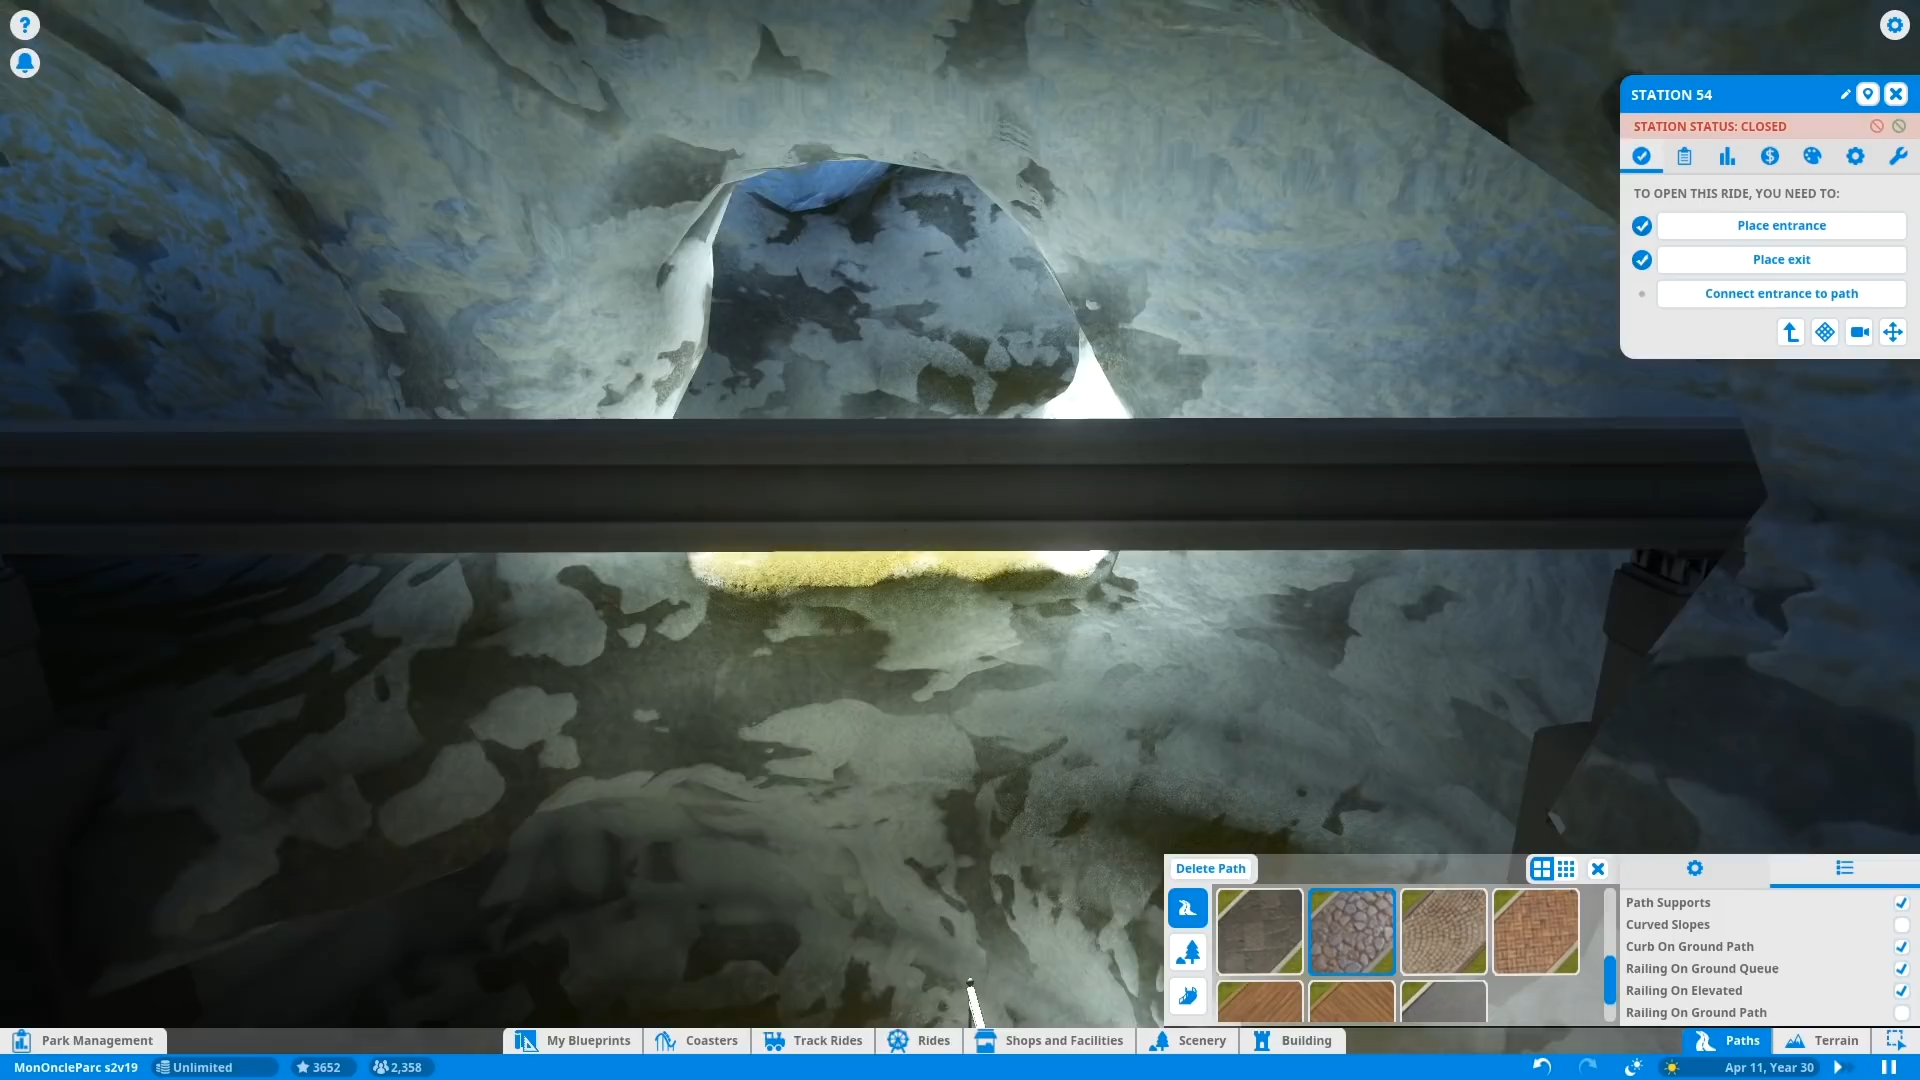 ?
STATION 54
STATION STATUS: CLOSED
TO OPEN THIS RIDE, YOU NEED TO:
Place entrance
Place exit
Connect entrance to path
Delete Path
Path Supports
Curved Slopes
Curb On Ground Path
Railing On Ground Queue
Railing On Elevated
Railing On Ground Path
Park Management
My Blueprints
Coasters
Track Rides
Rides
Shops and Facilities
Scenery
Building
Paths
Terrain
MonOncleParc s2v19
Unlimited
3652
2,358
Apr 11, Year 30